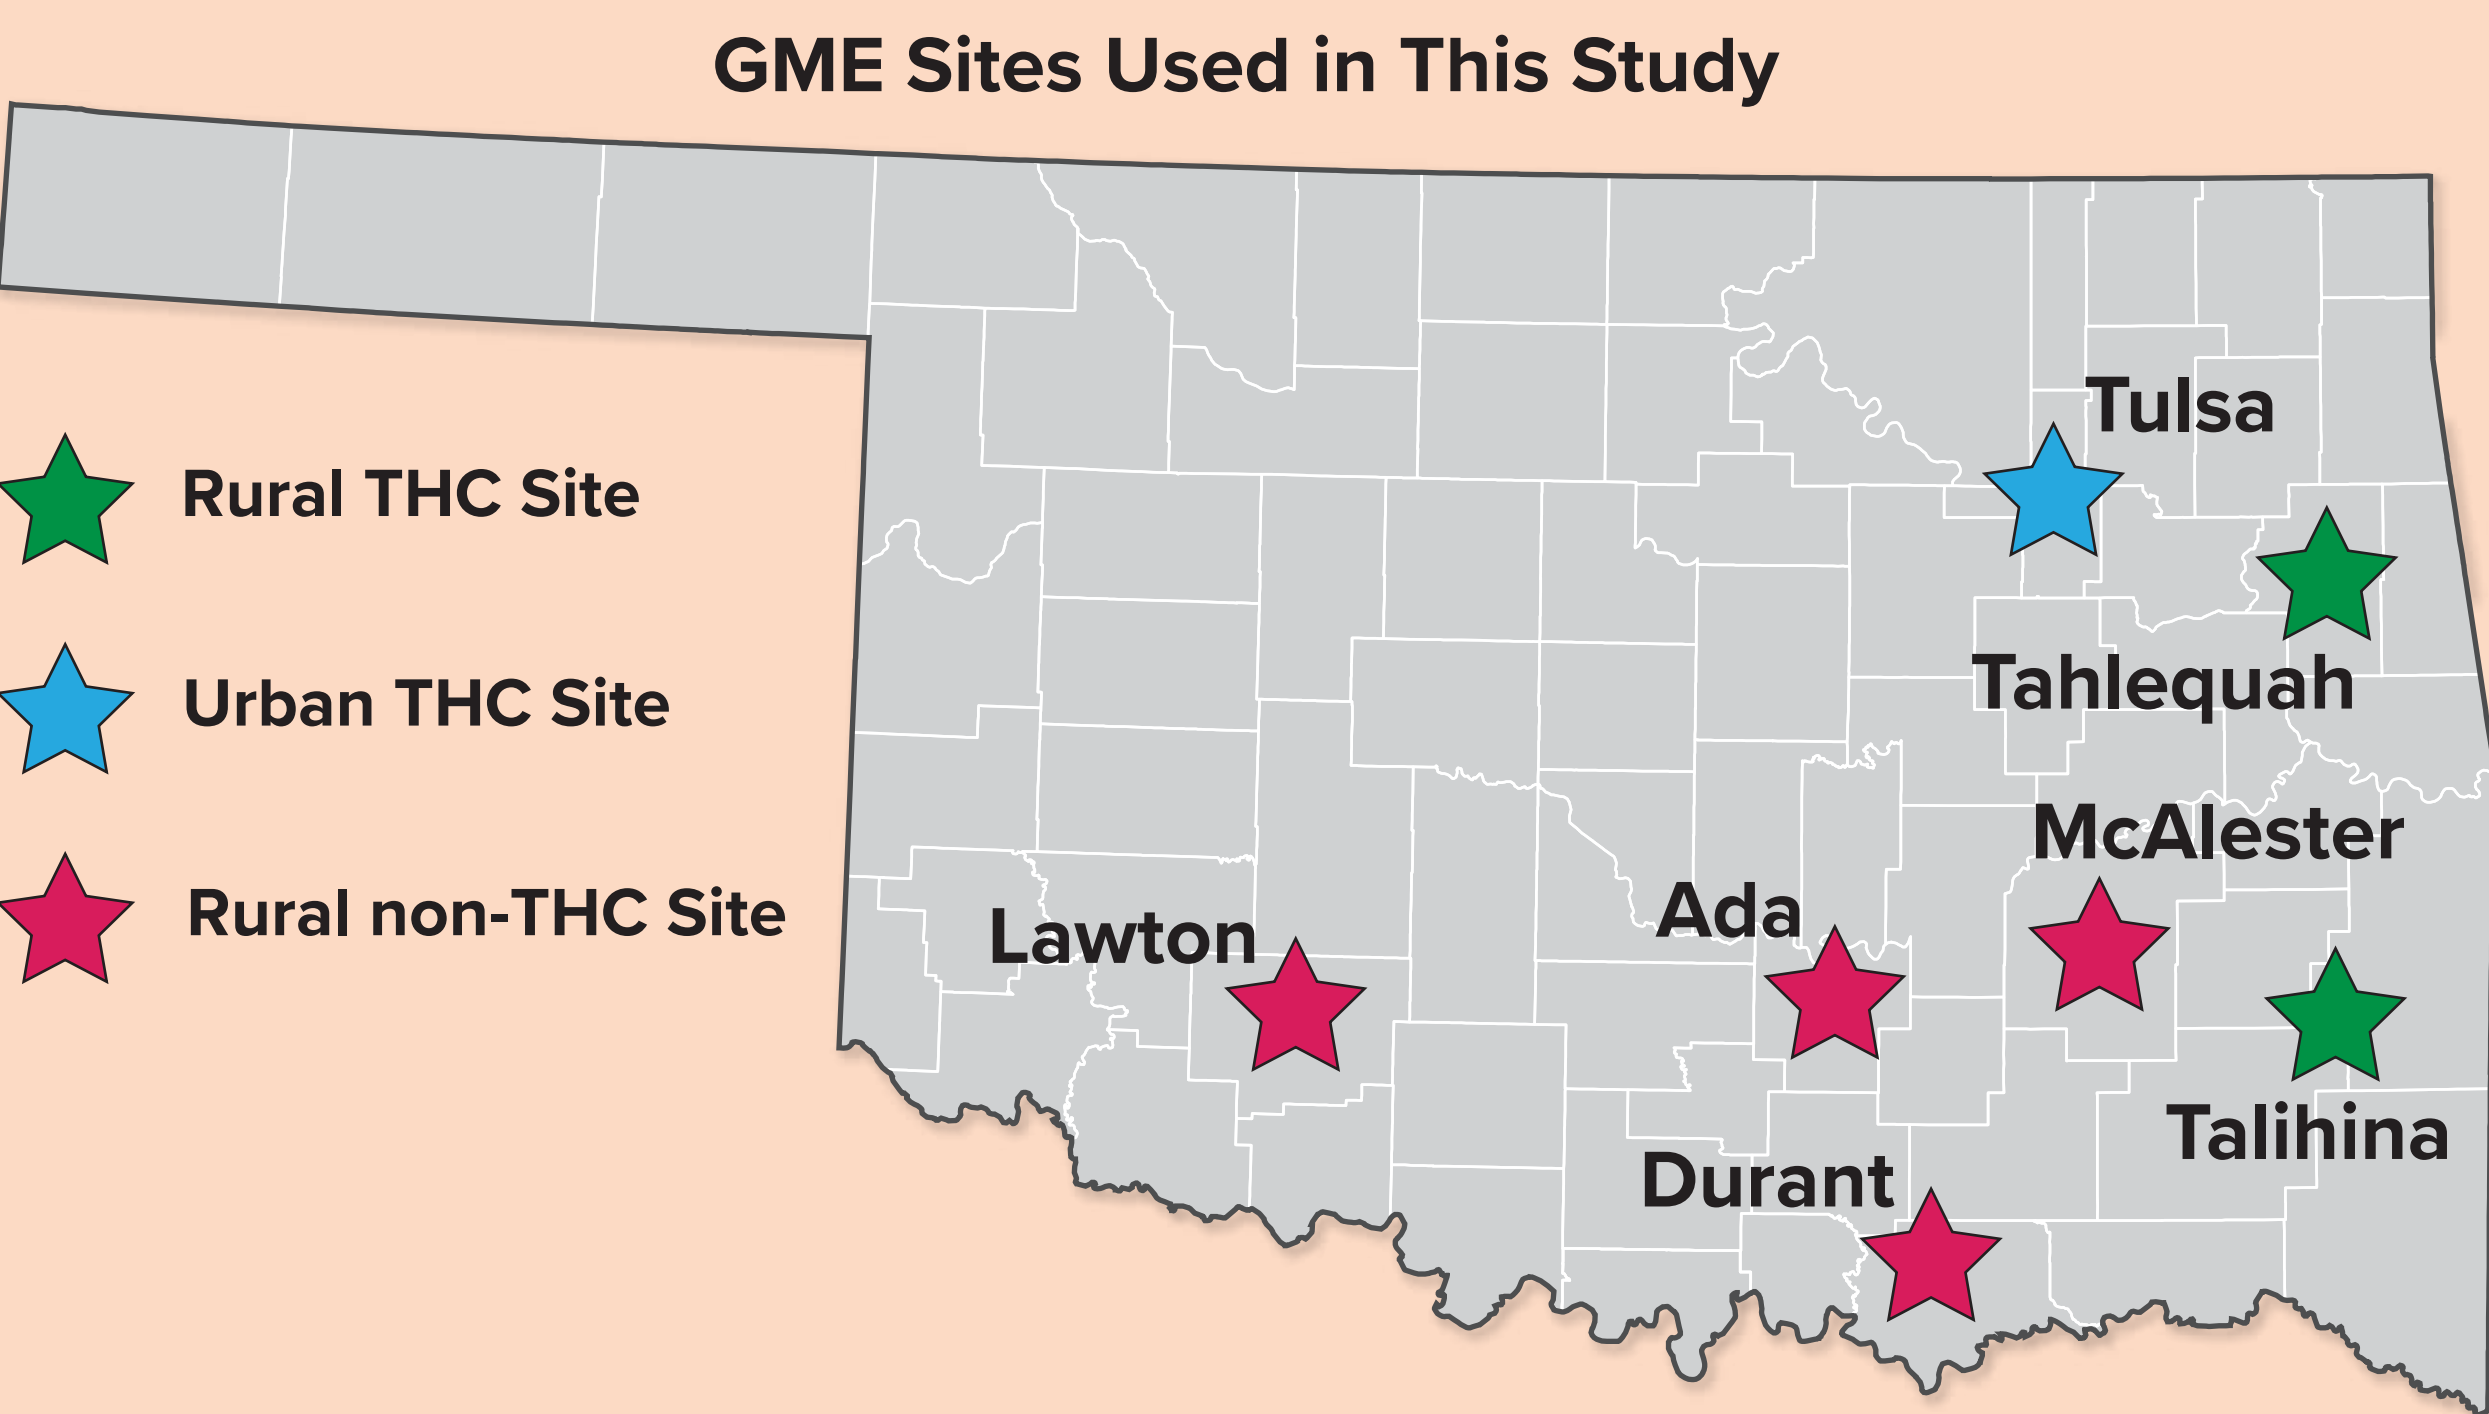 GME Sites Used in This Study
Tulsa
Rural THC Site
Tahlequah
Urban THC Site
McAlester
Rural non-THC Site
Ada
Lawton
Talihina
Durant